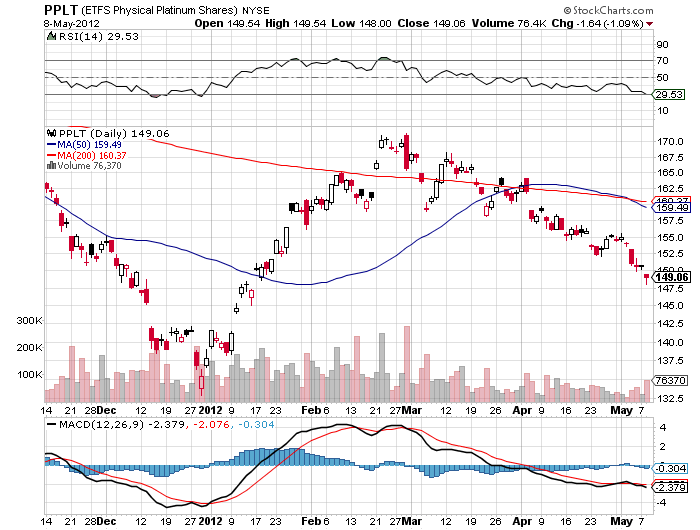 PPLT (ETFS Physical Platinum Shares) NYSE © StockCharts.com
8-May-2012 Open 149.54 High 149.54 Low 148.00 Close 149.06 Volume 76.4K Chg -1.64 (-1.09%)
RSI(14) 29.53
90
70
50
29.53
10
PPLT (Daily) 149.06
MA(50) 159.49
MA(200) 160.37
Volume 76,370
170.0
167.5
165.0
162.5
160.37
159.49
157.5
155.0
152.5
150.0
149.06
147.5
145.0
142.5
140.0
137.5
135.0
132.5
300K
200K
100K
76370
14 21 28 Dec 12 19 27 2012 9 17 23 Feb 6 13 21 27 Mar 12 19 26 Apr 9 16 23 May 7
MACD(12,26,9) -2.379, -2.076, -0.304
4
2
-0.304
-2.379
-4
14 21 28 Dec 12 19 27 2012 9 17 23 Feb 6 13 21 27 Mar 12 19 26 Apr 9 16 23 May 7